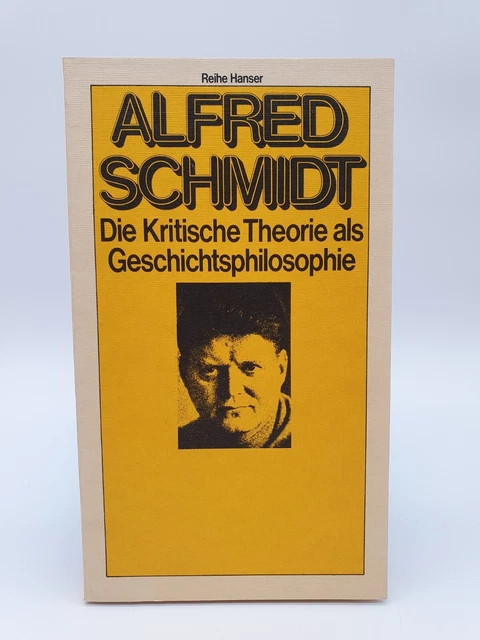 Reihe Hanser
ALFRED
SCHMIDT
Die Kritische Theorie als
Geschichtsphilosophie